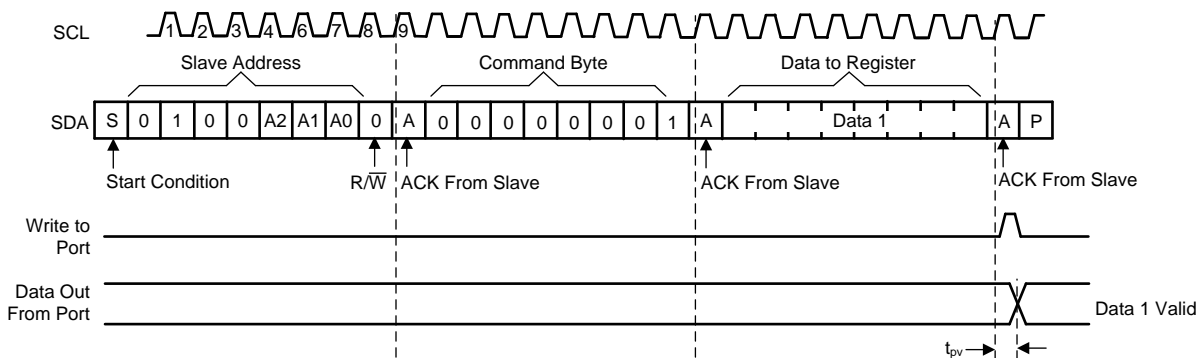 SCL 1 2 3 4 6 7 8 9
Slave Address Command Byte Data to Register
SDA S 0 1 0 0 A2 A1 A0 0 A 0 0 0 0 0 0 0 1 A Data 1 A P
Start Condition R/W ACK From Slave ACK From Slave ACK From Slave
Write to
Port
Data Out
From Port
Data 1 Valid
tpv